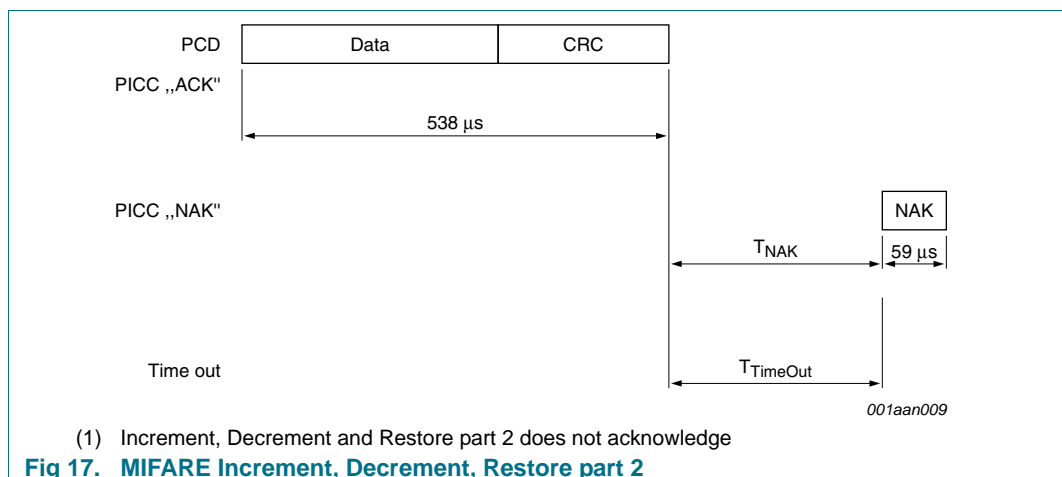 PCD Data CRC
PICC ,,ACK"
538 μs
PICC ,,NAK" NAK
TNAK 59 μs
Time out TTimeOut
001aan009
(1) Increment, Decrement and Restore part 2 does not acknowledge
Fig 17. MIFARE Increment, Decrement, Restore part 2